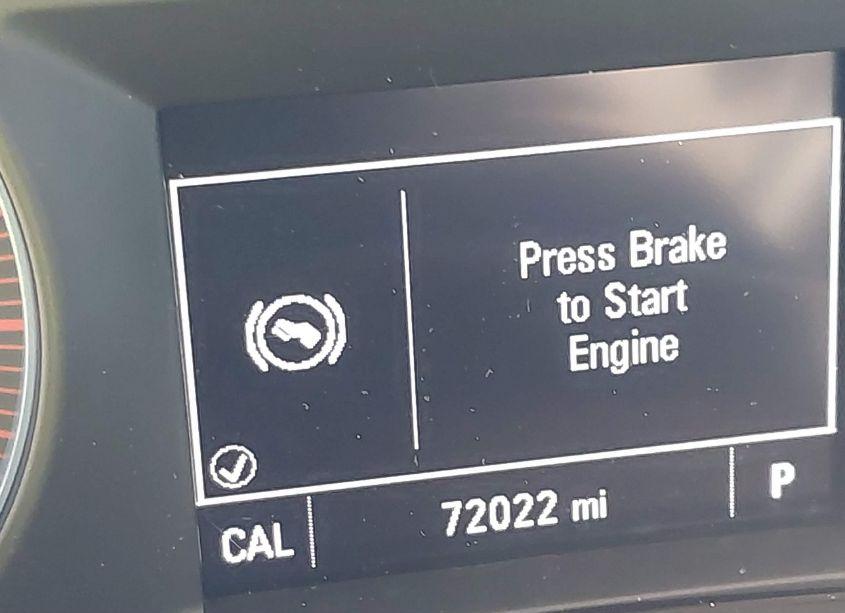 Press Brake
to Start
Engine
CAL 72022 mi P